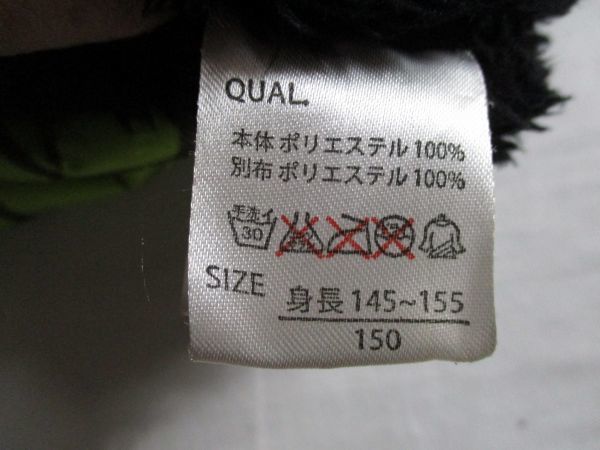 QUAL.
本体 ポリエステル 100%
別布 ポリエステル 100%
手洗イ
30
SIZE 身長 145~155
150